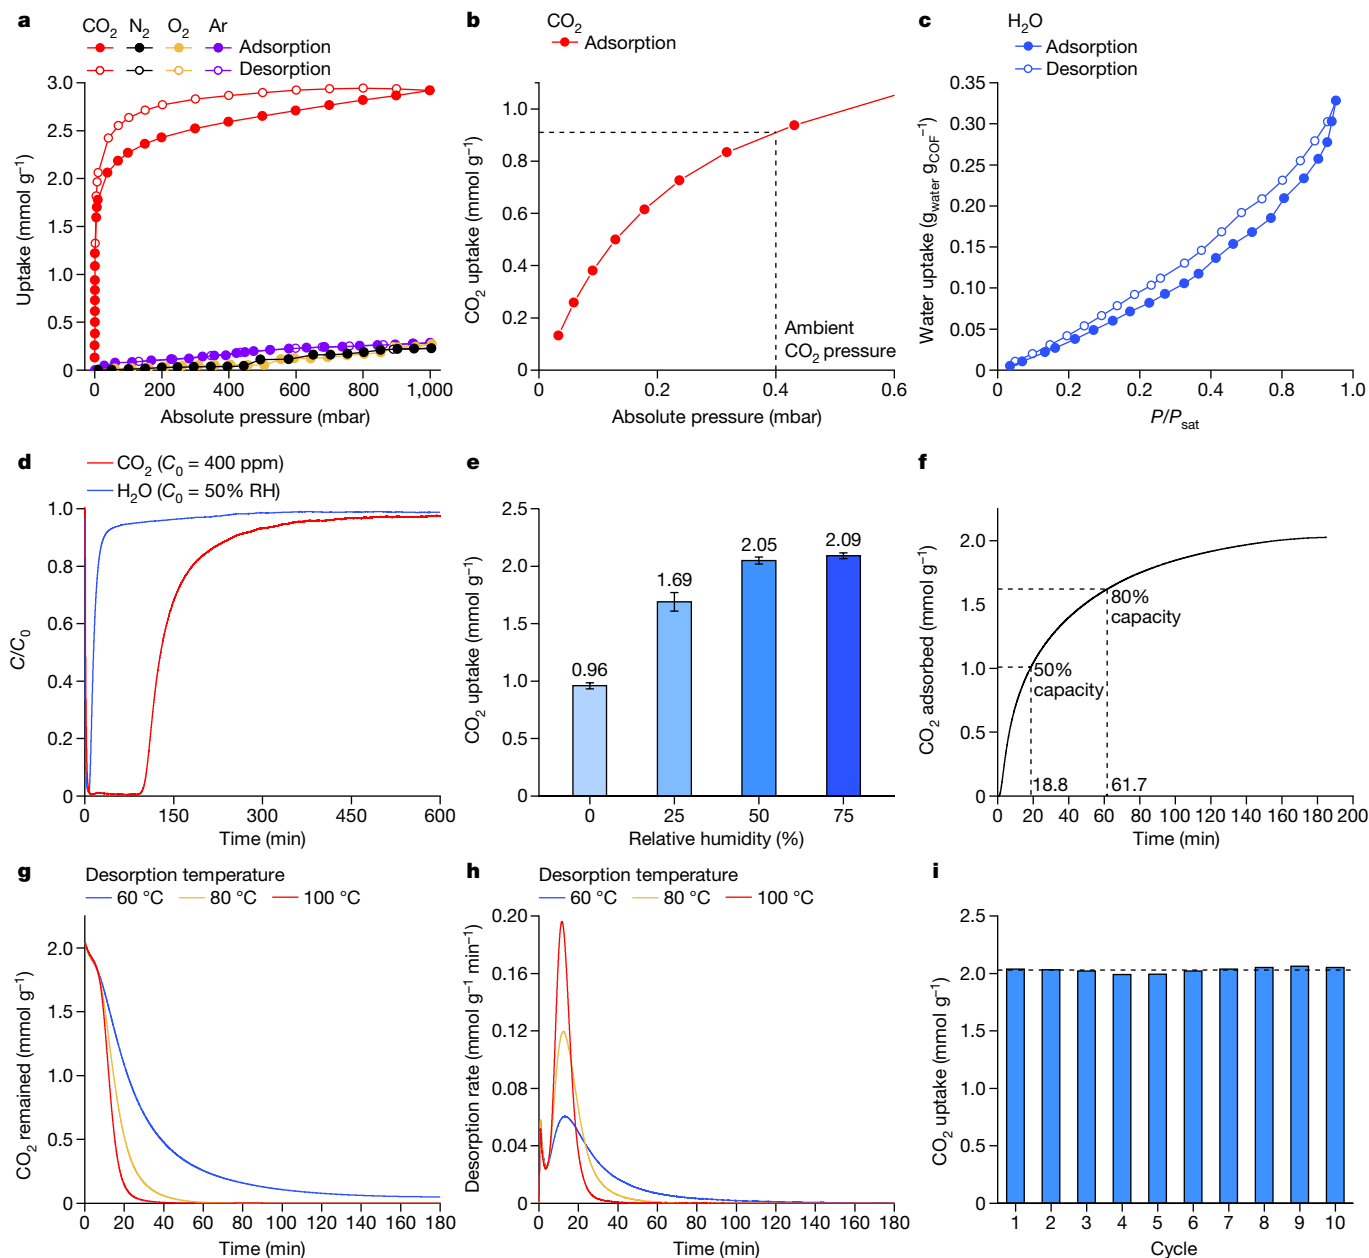 a
CO2 N2 O2 Ar
Adsorption
Desorption
3.0
2.5
2.0
1.5
1.0
0.5
0
Uptake (mmol g–1)
0 200 400 600 800 1,000
Absolute pressure (mbar)
b
CO2
Adsorption
1.0
0.8
0.6
0.4
0.2
0
CO2 uptake (mmol g–1)
Ambient
CO2 pressure
0 0.2 0.4 0.6
Absolute pressure (mbar)
c
H2O
Adsorption
Desorption
0.35
0.30
0.25
0.20
0.15
0.10
0.05
0
Water uptake (gwater gCOF–1)
0 0.2 0.2 0.4 0.8 1.0
P/Psat
d
CO2 (C0 = 400 ppm)
H2O (C0 = 50% RH)
1.0
0.8
0.6
0.4
0.2
0
C/C0
0 150 300 450 600
Time (min)
e
2.5
2.0
1.5
1.0
0.5
0
CO2 uptake (mmol g–1)
0.96
1.69
2.05
2.09
0 25 50 75
Relative humidity (%)
f
2.0
1.5
1.0
0.5
0
CO2 adsorbed (mmol g–1)
80%
capacity
50%
capacity
18.8 61.7
0 20 40 60 80 100 120 140 160 180 200
Time (min)
g
Desorption temperature
60 °C 80 °C 100 °C
2.0
1.5
1.0
0.5
0
CO2 remained (mmol g–1)
0 20 40 60 80 100 120 140 160 180
Time (min)
h
Desorption temperature
60 °C 80 °C 100 °C
0.20
0.16
0.12
0.08
0.04
0
Desorption rate (mmol g–1 min–1)
0 20 40 60 80 100 120 140 160 180
Time (min)
i
2.5
2.0
1.5
1.0
0.5
0
CO2 uptake (mmol g–1)
1 2 3 4 5 6 7 8 9 10
Cycle